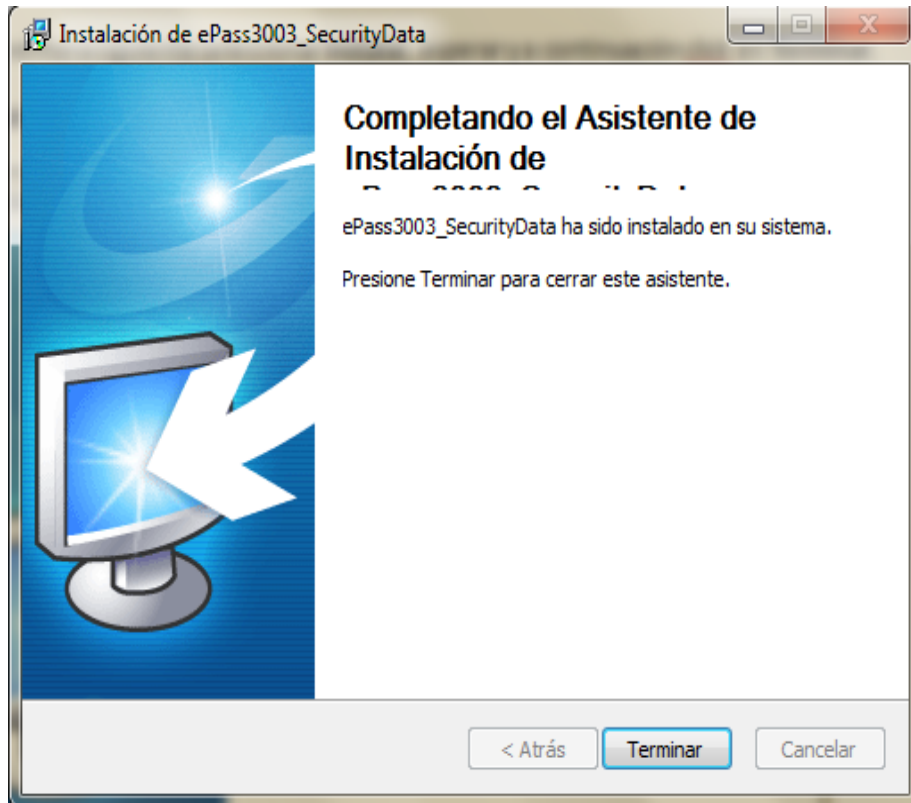 Instalación de ePass3003_SecurityData
Completando el Asistente de
Instalación de
ePass3003_SecurityData ha sido instalado en su sistema.
Presione Terminar para cerrar este asistente.
< Atrás
Terminar
Cancelar